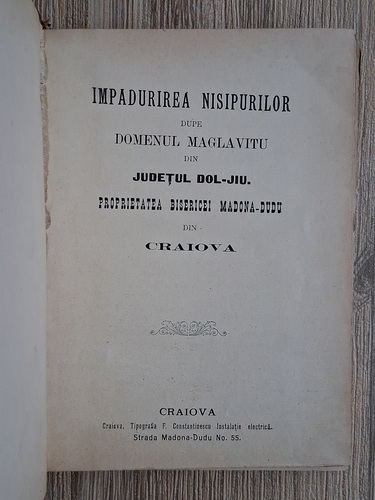 IMPADURIREA NISIPURILOR
DUPE
DOMENUL MAGLAVITU
DIN
JUDEȚUL DOL-JIU.
PROPRIETATEA BISERICEI MADONA-DUDU
DIN
CRAIOVA
CRAIOVA
Craiova, Tipografia F. Constantinescu Instalație electrică.
Strada Madona-Dudu No. 55.